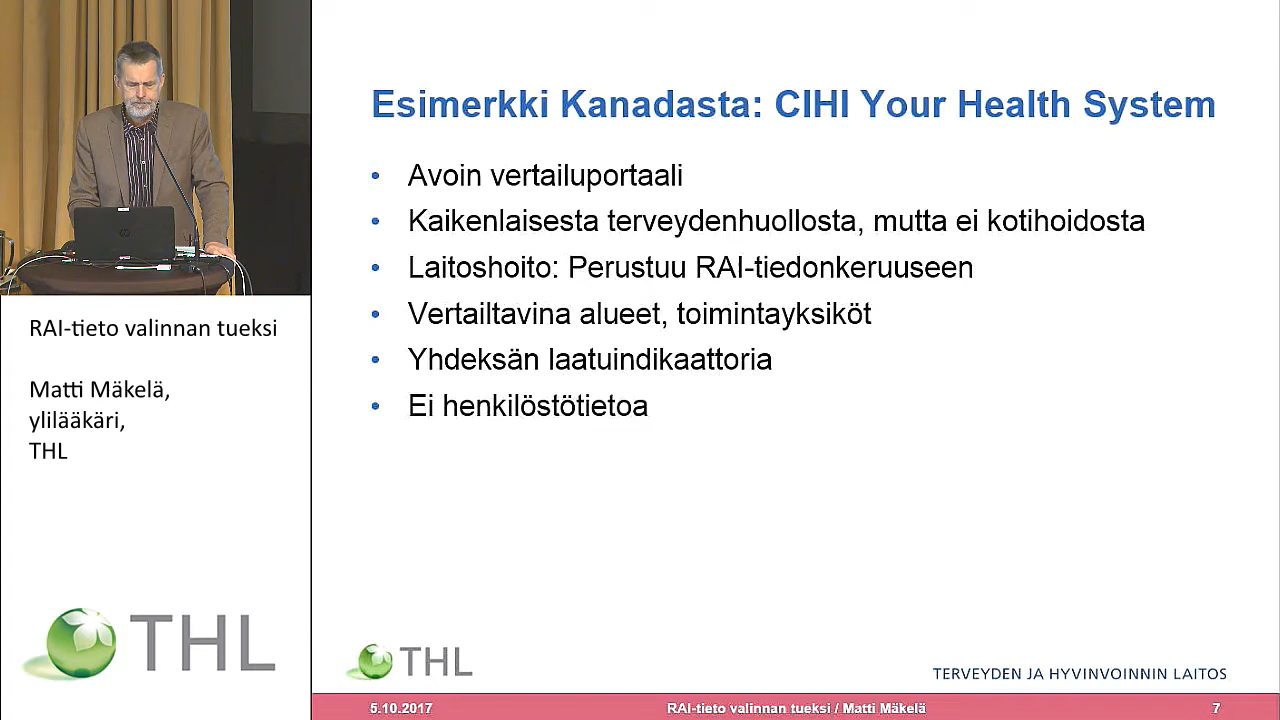 RAI-tieto valinnan tueksi
Matti Mäkelä,
ylilääkäri,
THL
THL
Esimerkki Kanadasta: CIHI Your Health System
• Avoin vertailuportaali
• Kaikenlaisesta terveydenhuollosta, mutta ei kotihoidosta
• Laitoshoito: Perustuu RAI-tiedonkeruuseen
• Vertailtavina alueet, toimintayksiköt
• Yhdeksän laatuindikaattoria
• Ei henkilöstötietoa
THL
TERVEYDEN JA HYVINVOINNIN LAITOS
5.10.2017
RAI-tieto valinnan tueksi / Matti Mäkelä
7